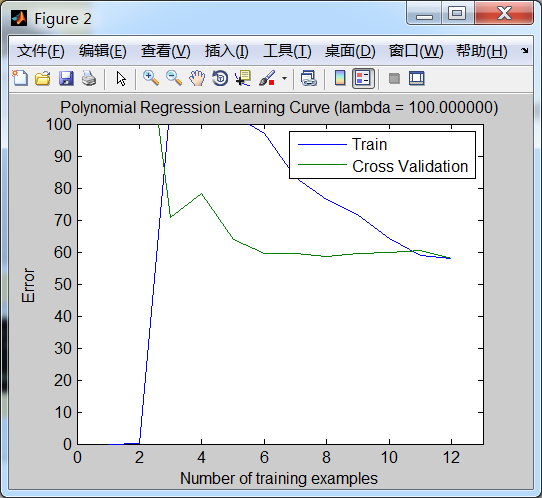 Figure 2
文件(F) 编辑(E) 查看(V) 插入(I) 工具(T) 桌面(D) 窗口(W) 帮助(H)
Polynomial Regression Learning Curve (lambda = 100.000000)
Train
Cross Validation
100
90
80
70
60
50
40
30
20
10
0
Error
0 2 4 6 8 10 12
Number of training examples